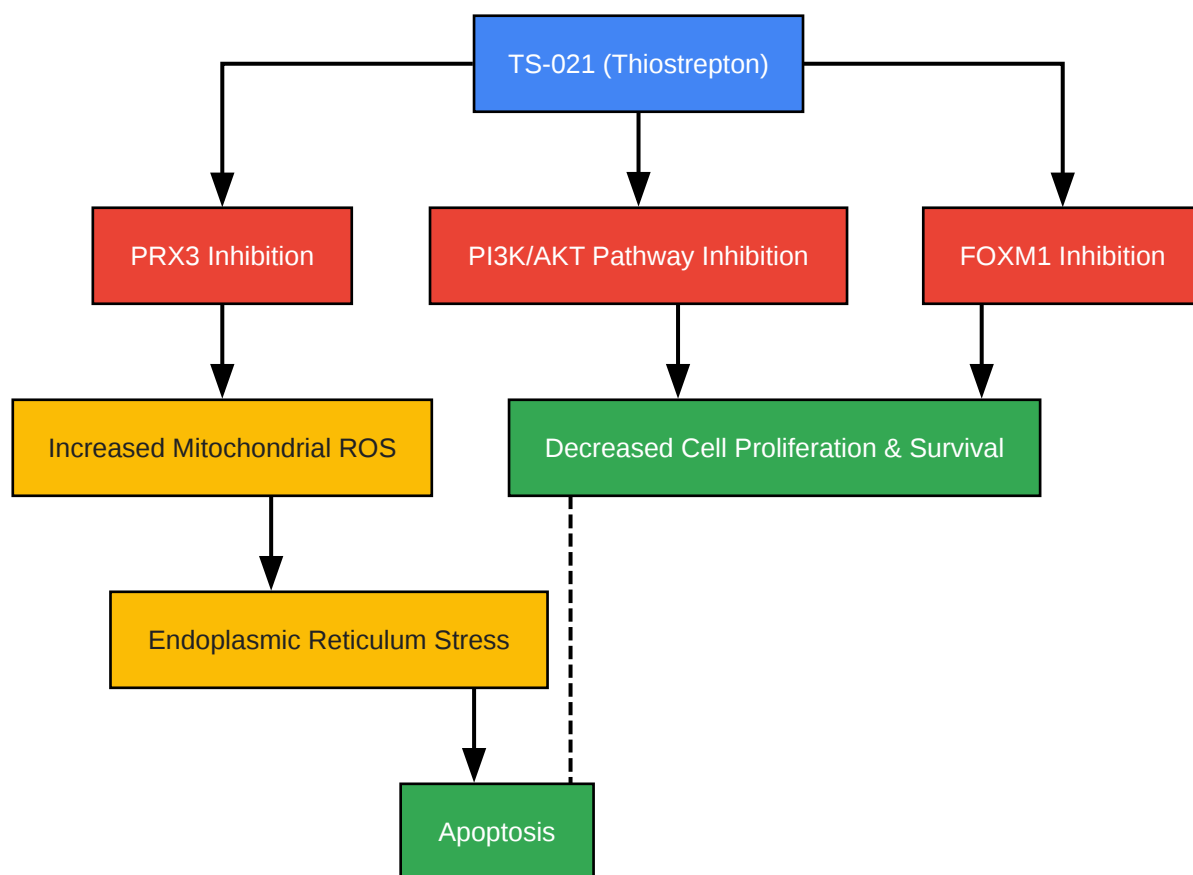 TS-021 (Thiostrepton)
PRX3 Inhibition
PI3K/AKT Pathway Inhibition
FOXM1 Inhibition
Increased Mitochondrial ROS
Decreased Cell Proliferation & Survival
Endoplasmic Reticulum Stress
Apoptosis